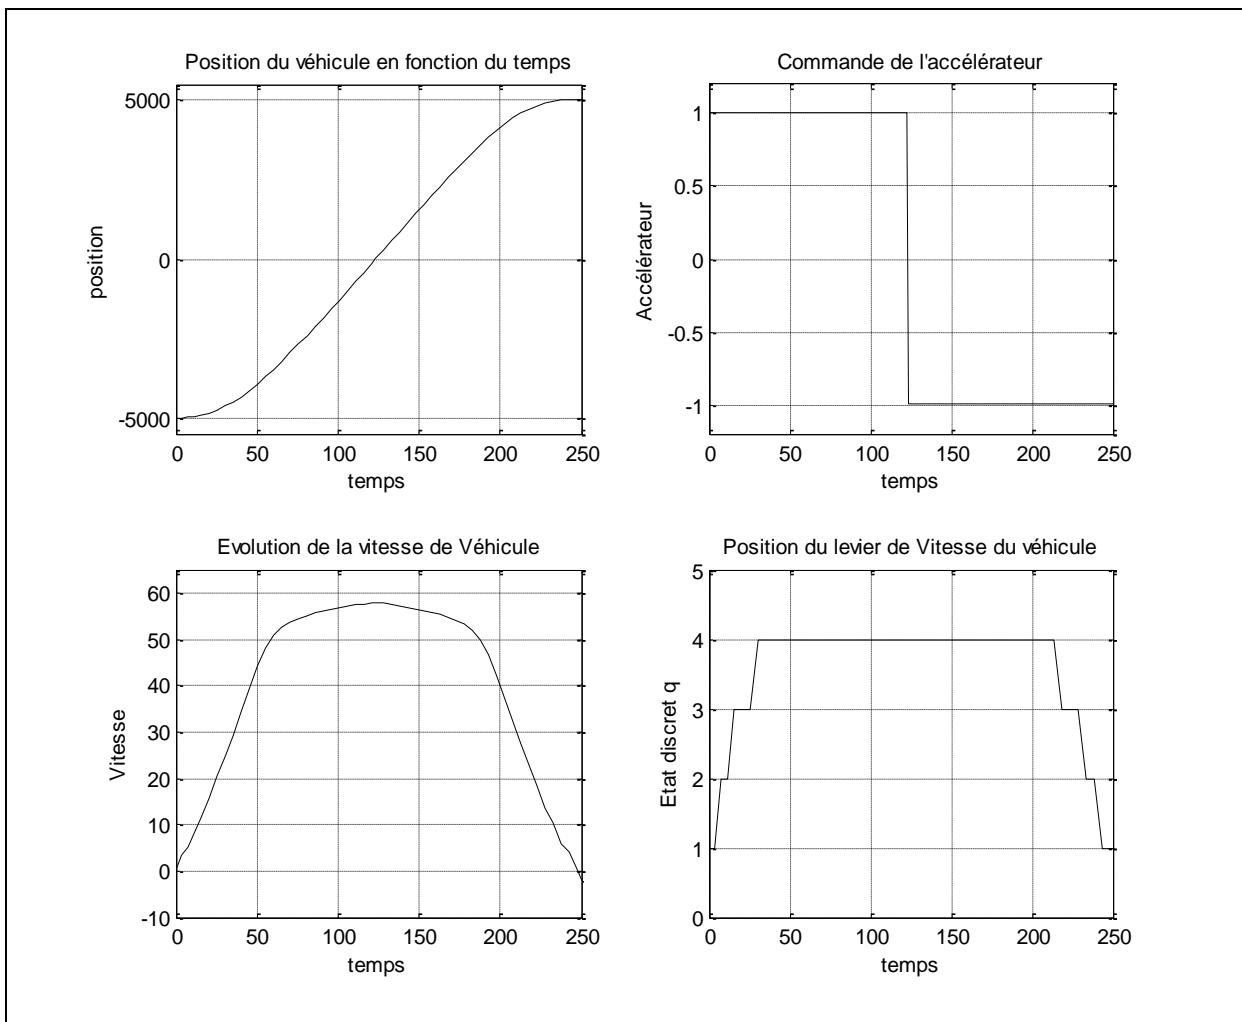 Position du véhicule en fonction du temps
5000
0
-5000
position
0 50 100 150 200 250
temps
Commande de l'accélérateur
1
0.5
0
-0.5
-1
Accélérateur
0 50 100 150 200 250
temps
Evolution de la vitesse de Véhicule
60
50
40
30
20
10
0
-10
Vitesse
0 50 100 150 200 250
temps
Position du levier de Vitesse du véhicule
5
4
3
2
1
0
Etat discret q
0 50 100 150 200 250
temps